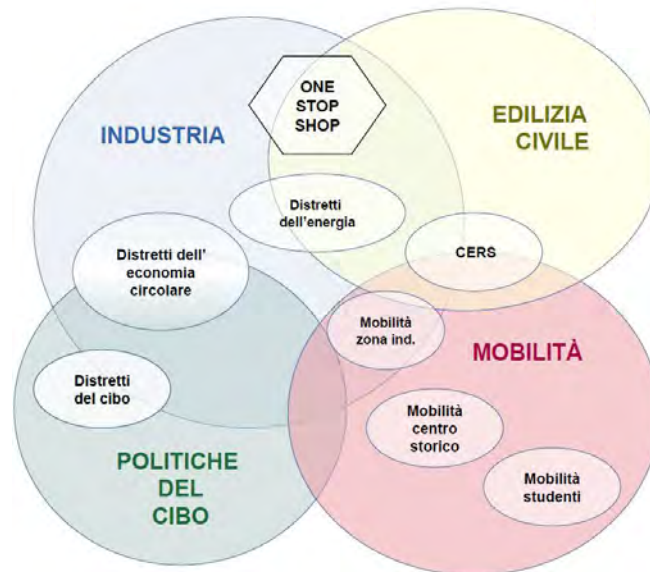 ONE
STOP
SHOP
INDUSTRIA
EDILIZIA
CIVILE
Distretti
dell'energia
Distretti dell'
economia
circolare
CERS
Mobilità
zona ind.
MOBILITÀ
Distretti
del cibo
Mobilità
centro
storico
POLITICHE
DEL
CIBO
Mobilità
studenti